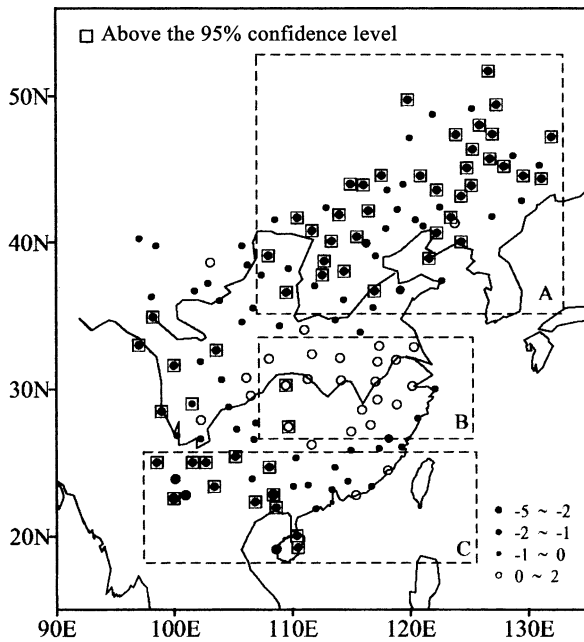 □ Above the 95% confidence level
50N
40N
A
30N
B
-5 ~ -2
-2 ~ -1
20N
C
-1 ~ 0
0 ~ 2
90E 100E 110E 120E 130E